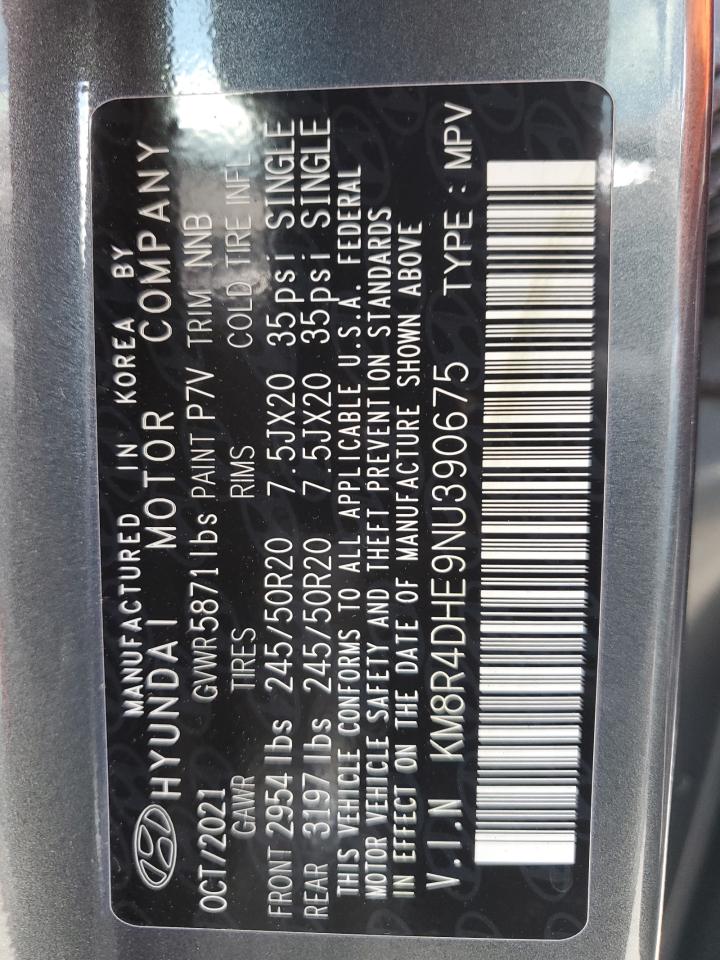 MANUFACTURED IN KOREA BY
HYUNDAI MOTOR COMPANY
OCT/2021 GVWR 5871 lbs PAINT P7V TRIM NNB
GAWR TIRES RIMS COLD TIRE INFL
FRONT 2954 lbs 245/50R20 7.5JX20 35psi SINGLE
REAR 3197 lbs 245/50R20 7.5JX20 35psi SINGLE
THIS VEHICLE CONFORMS TO ALL APPLICABLE U.S.A. FEDERAL
MOTOR VEHICLE SAFETY AND THEFT PREVENTION STANDARDS
IN EFFECT ON THE DATE OF MANUFACTURE SHOWN ABOVE
V.I.N KM8R4DHE9NU390675 TYPE : MPV